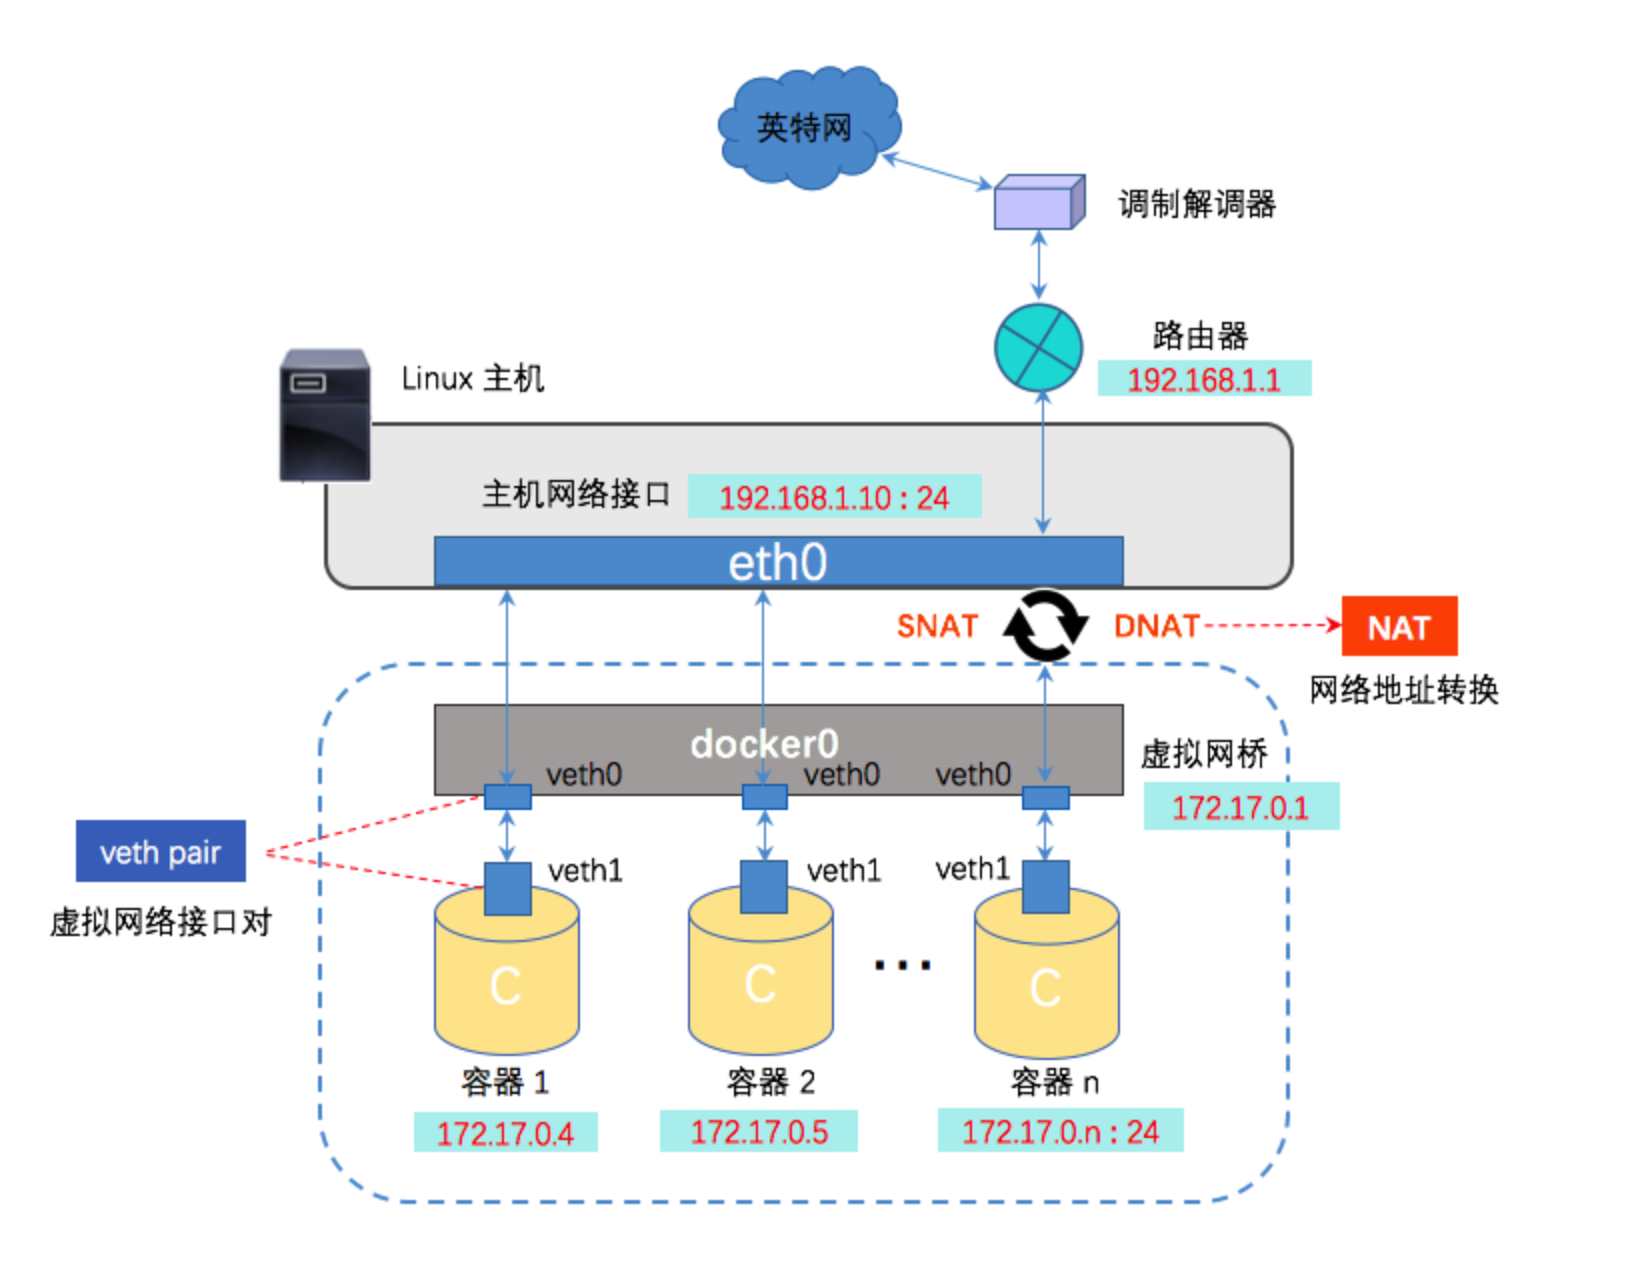 英特网
调制解调器
路由器
192.168.1.1
Linux 主机
主机网络接口
192.168.1.10 : 24
eth0
SNAT
DNAT
NAT
网络地址转换
docker0
veth0
veth0
veth0
虚拟网桥
172.17.0.1
veth pair
虚拟网络接口对
veth1
veth1
veth1
C
C
...
C
容器 1
容器 2
容器 n
172.17.0.4
172.17.0.5
172.17.0.n : 24